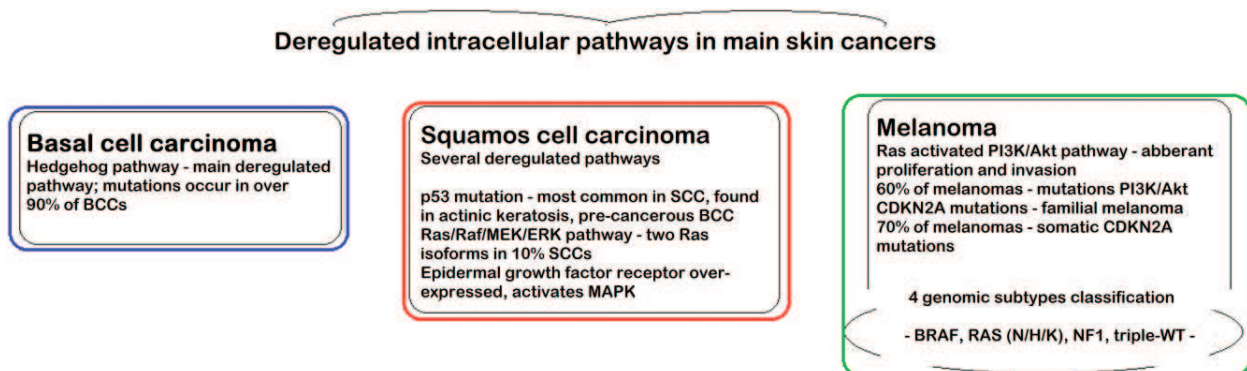 Deregulated intracellular pathways in main skin cancers
Basal cell carcinoma
Hedgehog pathway - main deregulated
pathway; mutations occur in over
90% of BCCs
Squamos cell carcinoma
Several deregulated pathways
p53 mutation - most common in SCC, found
in actinic keratosis, pre-cancerous BCC
Ras/Raf/MEK/ERK pathway - two Ras
isoforms in 10% SCCs
Epidermal growth factor receptor over-
expressed, activates MAPK
Melanoma
Ras activated PI3K/Akt pathway - abberant
proliferation and invasion
60% of melanomas - mutations PI3K/Akt
CDKN2A mutations - familial melanoma
70% of melanomas - somatic CDKN2A
mutations
4 genomic subtypes classification
- BRAF, RAS (N/H/K), NF1, triple-WT -